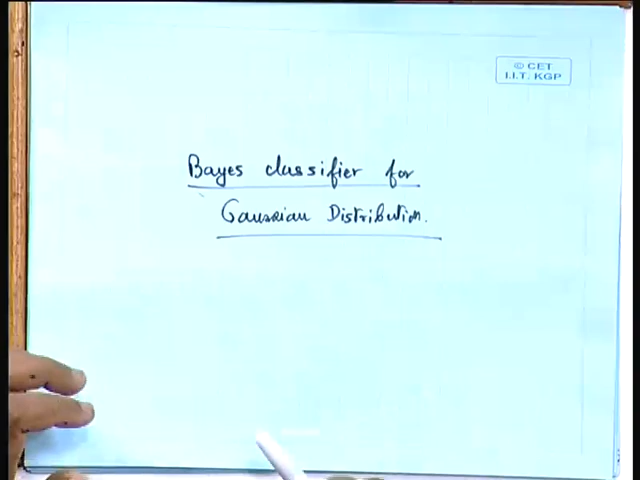 © CET
I.I.T. KGP
Bayes classifier for
Gaussian Distribution.